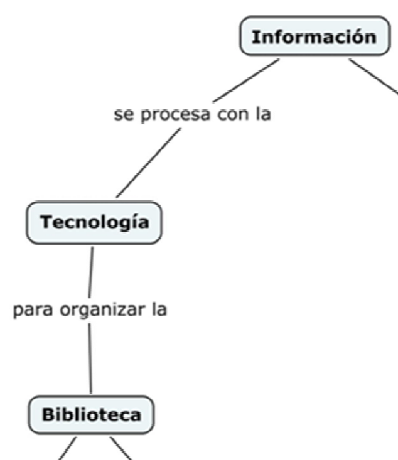 Información
se procesa con la
Tecnología
para organizar la
Biblioteca